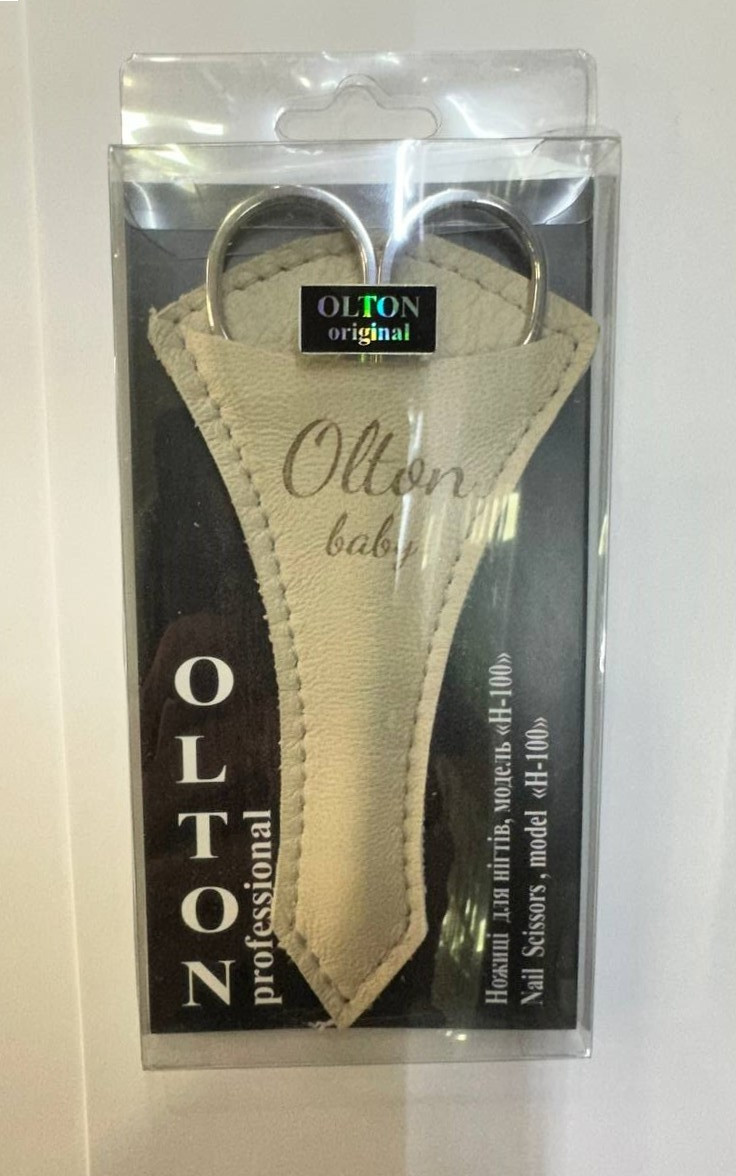 OLTON
original
Olton
baby
OLTON
professional
Ножиці для нігтів, модель «Н-100»
Nail Scissors , model «H-100»